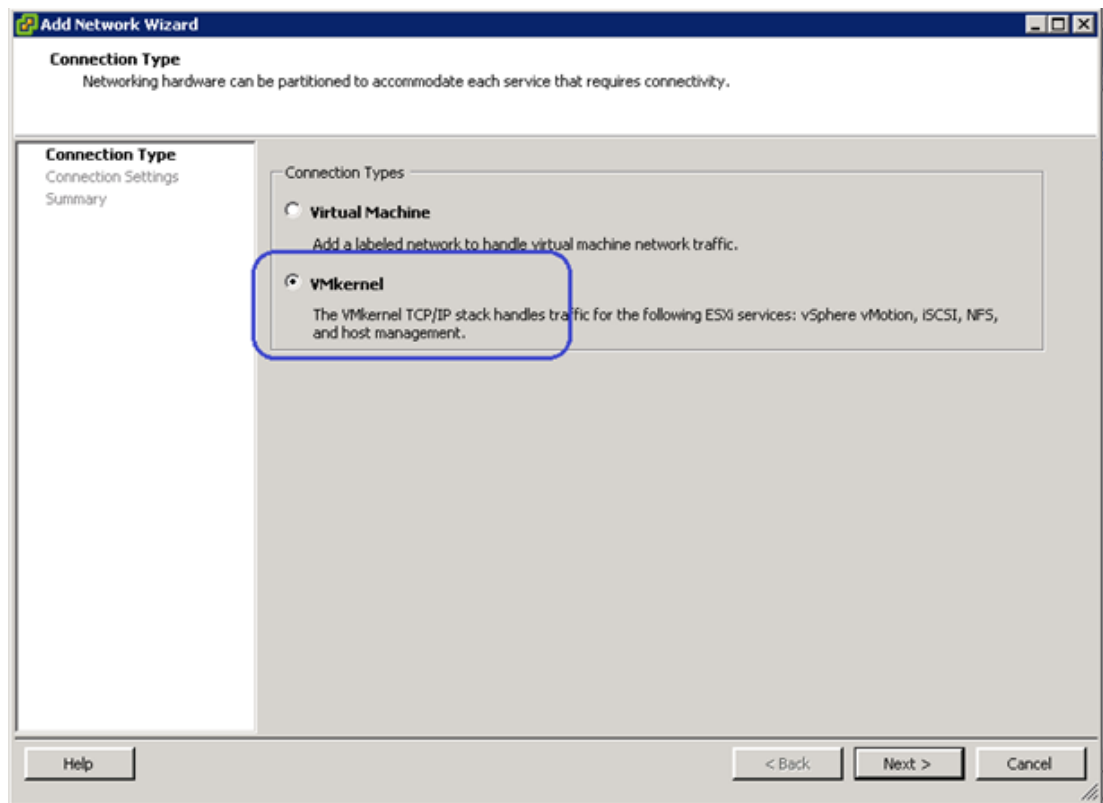 Add Network Wizard
Connection Type
Networking hardware can be partitioned to accommodate each service that requires connectivity.
Connection Type
Connection Settings
Summary
Connection Types
Virtual Machine
Add a labeled network to handle virtual machine network traffic.
VMkernel
The VMkernel TCP/IP stack handles traffic for the following ESXi services: vSphere vMotion, iSCSI, NFS,
and host management.
Help
< Back
Next >
Cancel